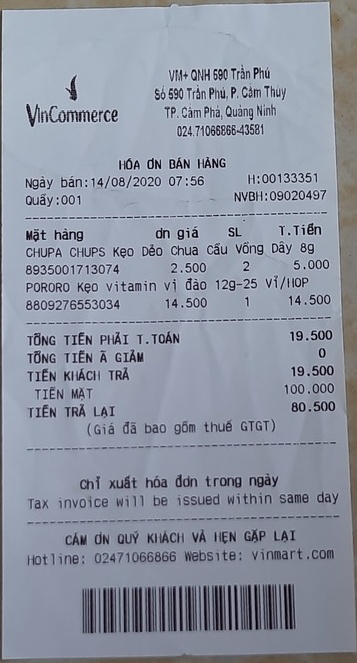 VinCommerce
VM+ QNH 590 Trần Phú
Số 590 Trần Phú, P. Cẩm Thủy
TP. Cẩm Phả, Quảng Ninh
024.71066866-43581
HÓA ƠN BÁN HÀNG
Ngày bán:14/08/2020 07:56 H:00133351
Quầy:001 NVBH:09020497
Mặt hàng ơn giá SL T.Tiền
CHUPA CHUPS Kẹo Dẻo Chua Cầu Vồng Dây 8g
8935001713074 2.500 2 5.000
PORORO Kẹo vitamin vị đào 12g-25 Vỉ/HOP
8809276553034 14.500 1 14.500
TỔNG TIỀN PHẢI T.TOÁN 19.500
TỔNG TIỀN Ã GIẢM 0
TIỀN KHÁCH TRẢ 19.500
TIỀN MẶT 100.000
TIỀN TRẢ LẠI 80.500
(Giá đã bao gồm thuế GTGT)
Chỉ xuất hóa đơn trong ngày
Tax invoice will be issued within same day
CẢM ƠN QUÝ KHÁCH VÀ HẸN GẶP LẠI
Hotline: 02471066866 Website: vinmart.com